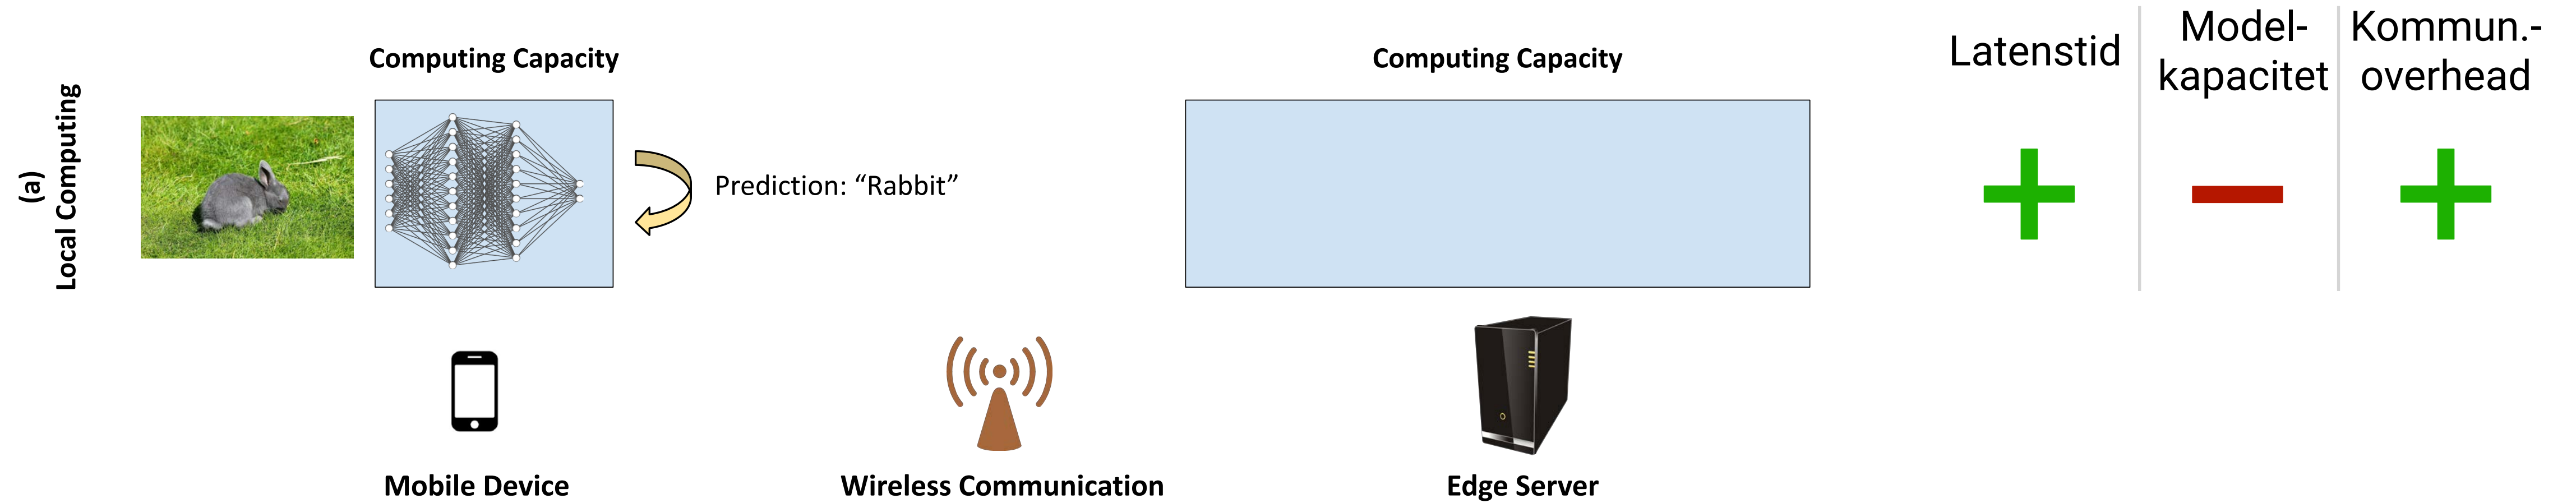 (a)
Local Computing
Computing Capacity
Prediction: “Rabbit”
Computing Capacity
Latenstid
Model-
kapacitet
Kommun.-
overhead
Mobile Device
Wireless Communication
Edge Server